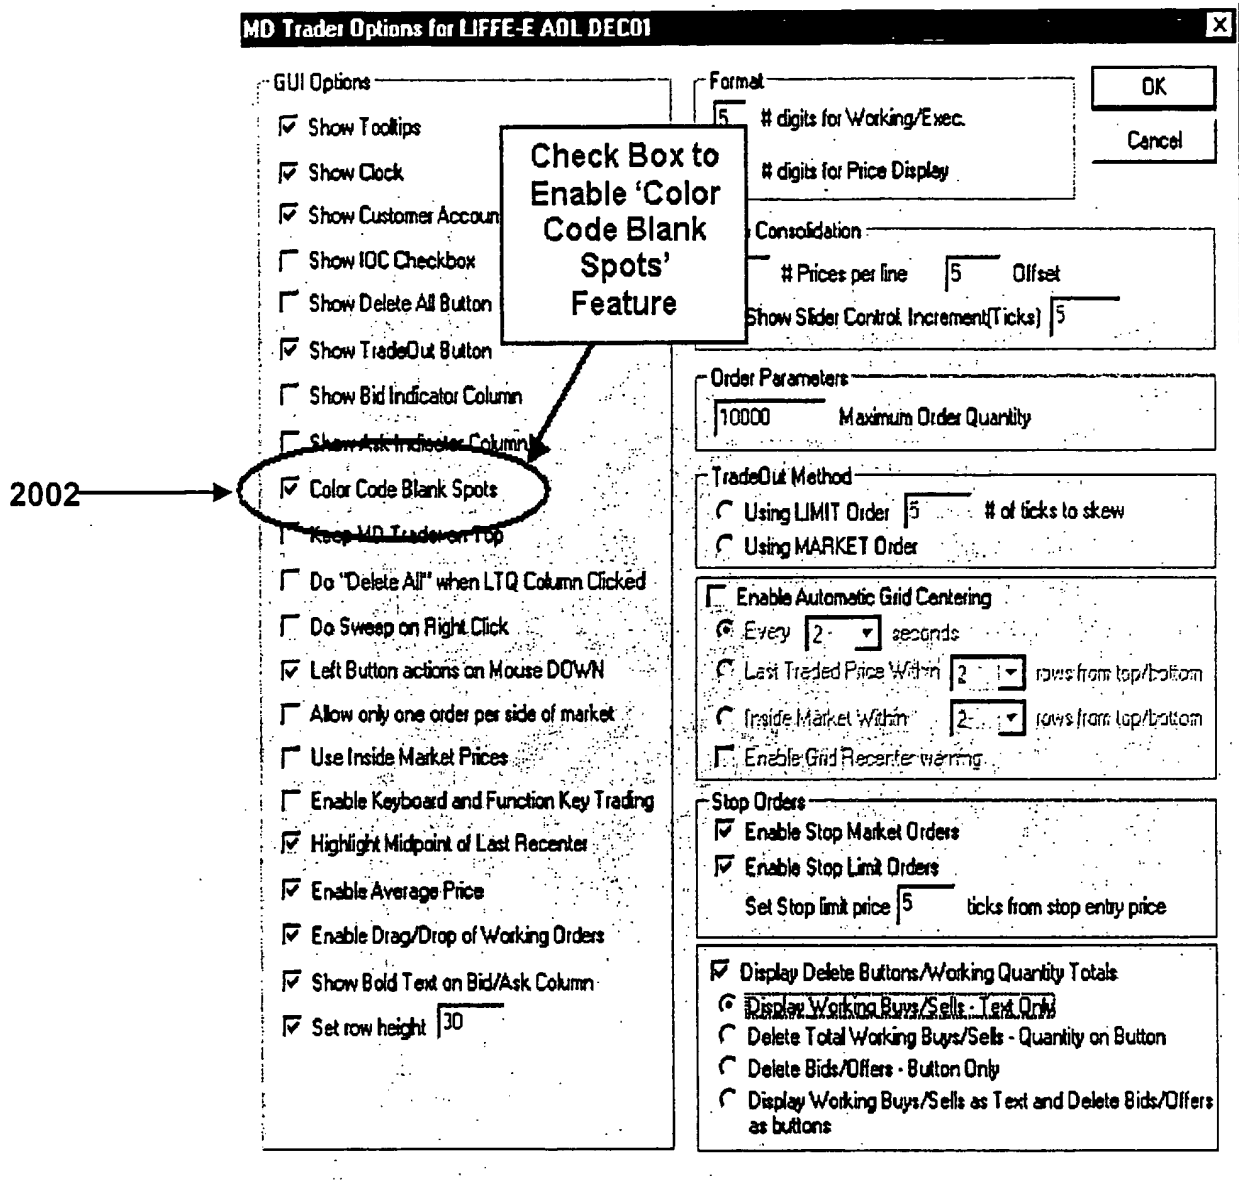 MD Trader Options for LIFFE-E AOL DEC01
X
GUI Options
Show Tooltips
Show Clock
Show Customer Accoun
Show IOC Checkbox
Show Delete All Button
Show TradeOut Button
Show Bid Indicator Column
Show Ask Indicator Column
Color Code Blank Spots
Keep MD Trader on Top
Do "Delete All" when LTQ Column Clicked
Do Sweep on Right Click
Left Button actions on Mouse DOWN
Allow only one order per side of market
Use Inside Market Prices
Enable Keyboard and Function Key Trading
Highlight Midpoint of Last Recenter
Enable Average Price
Enable Drag/Drop of Working Orders
Show Bold Text on Bid/Ask Column
Set row height 30
2002
Check Box to
Enable ‘Color
Code Blank
Spots’
Feature
Format
5 # digits for Working/Exec.
# digits for Price Display
OK
Cancel
Consolidation
# Prices per line 5 Offset
Show Slider Control. Increment(Ticks) 5
Order Parameters
10000 Maximum Order Quantity
TradeOut Method
Using LIMIT Order 5 # of ticks to skew
Using MARKET Order
Enable Automatic Grid Centering
Every 2 seconds
Last Traded Price Within 2 rows from top/bottom
Inside Market Within 2 rows from top/bottom
Enable Grid Recenter warning
Stop Orders
Enable Stop Market Orders
Enable Stop Limit Orders
Set Stop limit price 5 ticks from stop entry price
Display Delete Buttons/Working Quantity Totals
Display Working Buys/Sells - Text Only
Delete Total Working Buys/Sells - Quantity on Button
Delete Bids/Offers - Button Only
Display Working Buys/Sells as Text and Delete Bids/Offers
as buttons